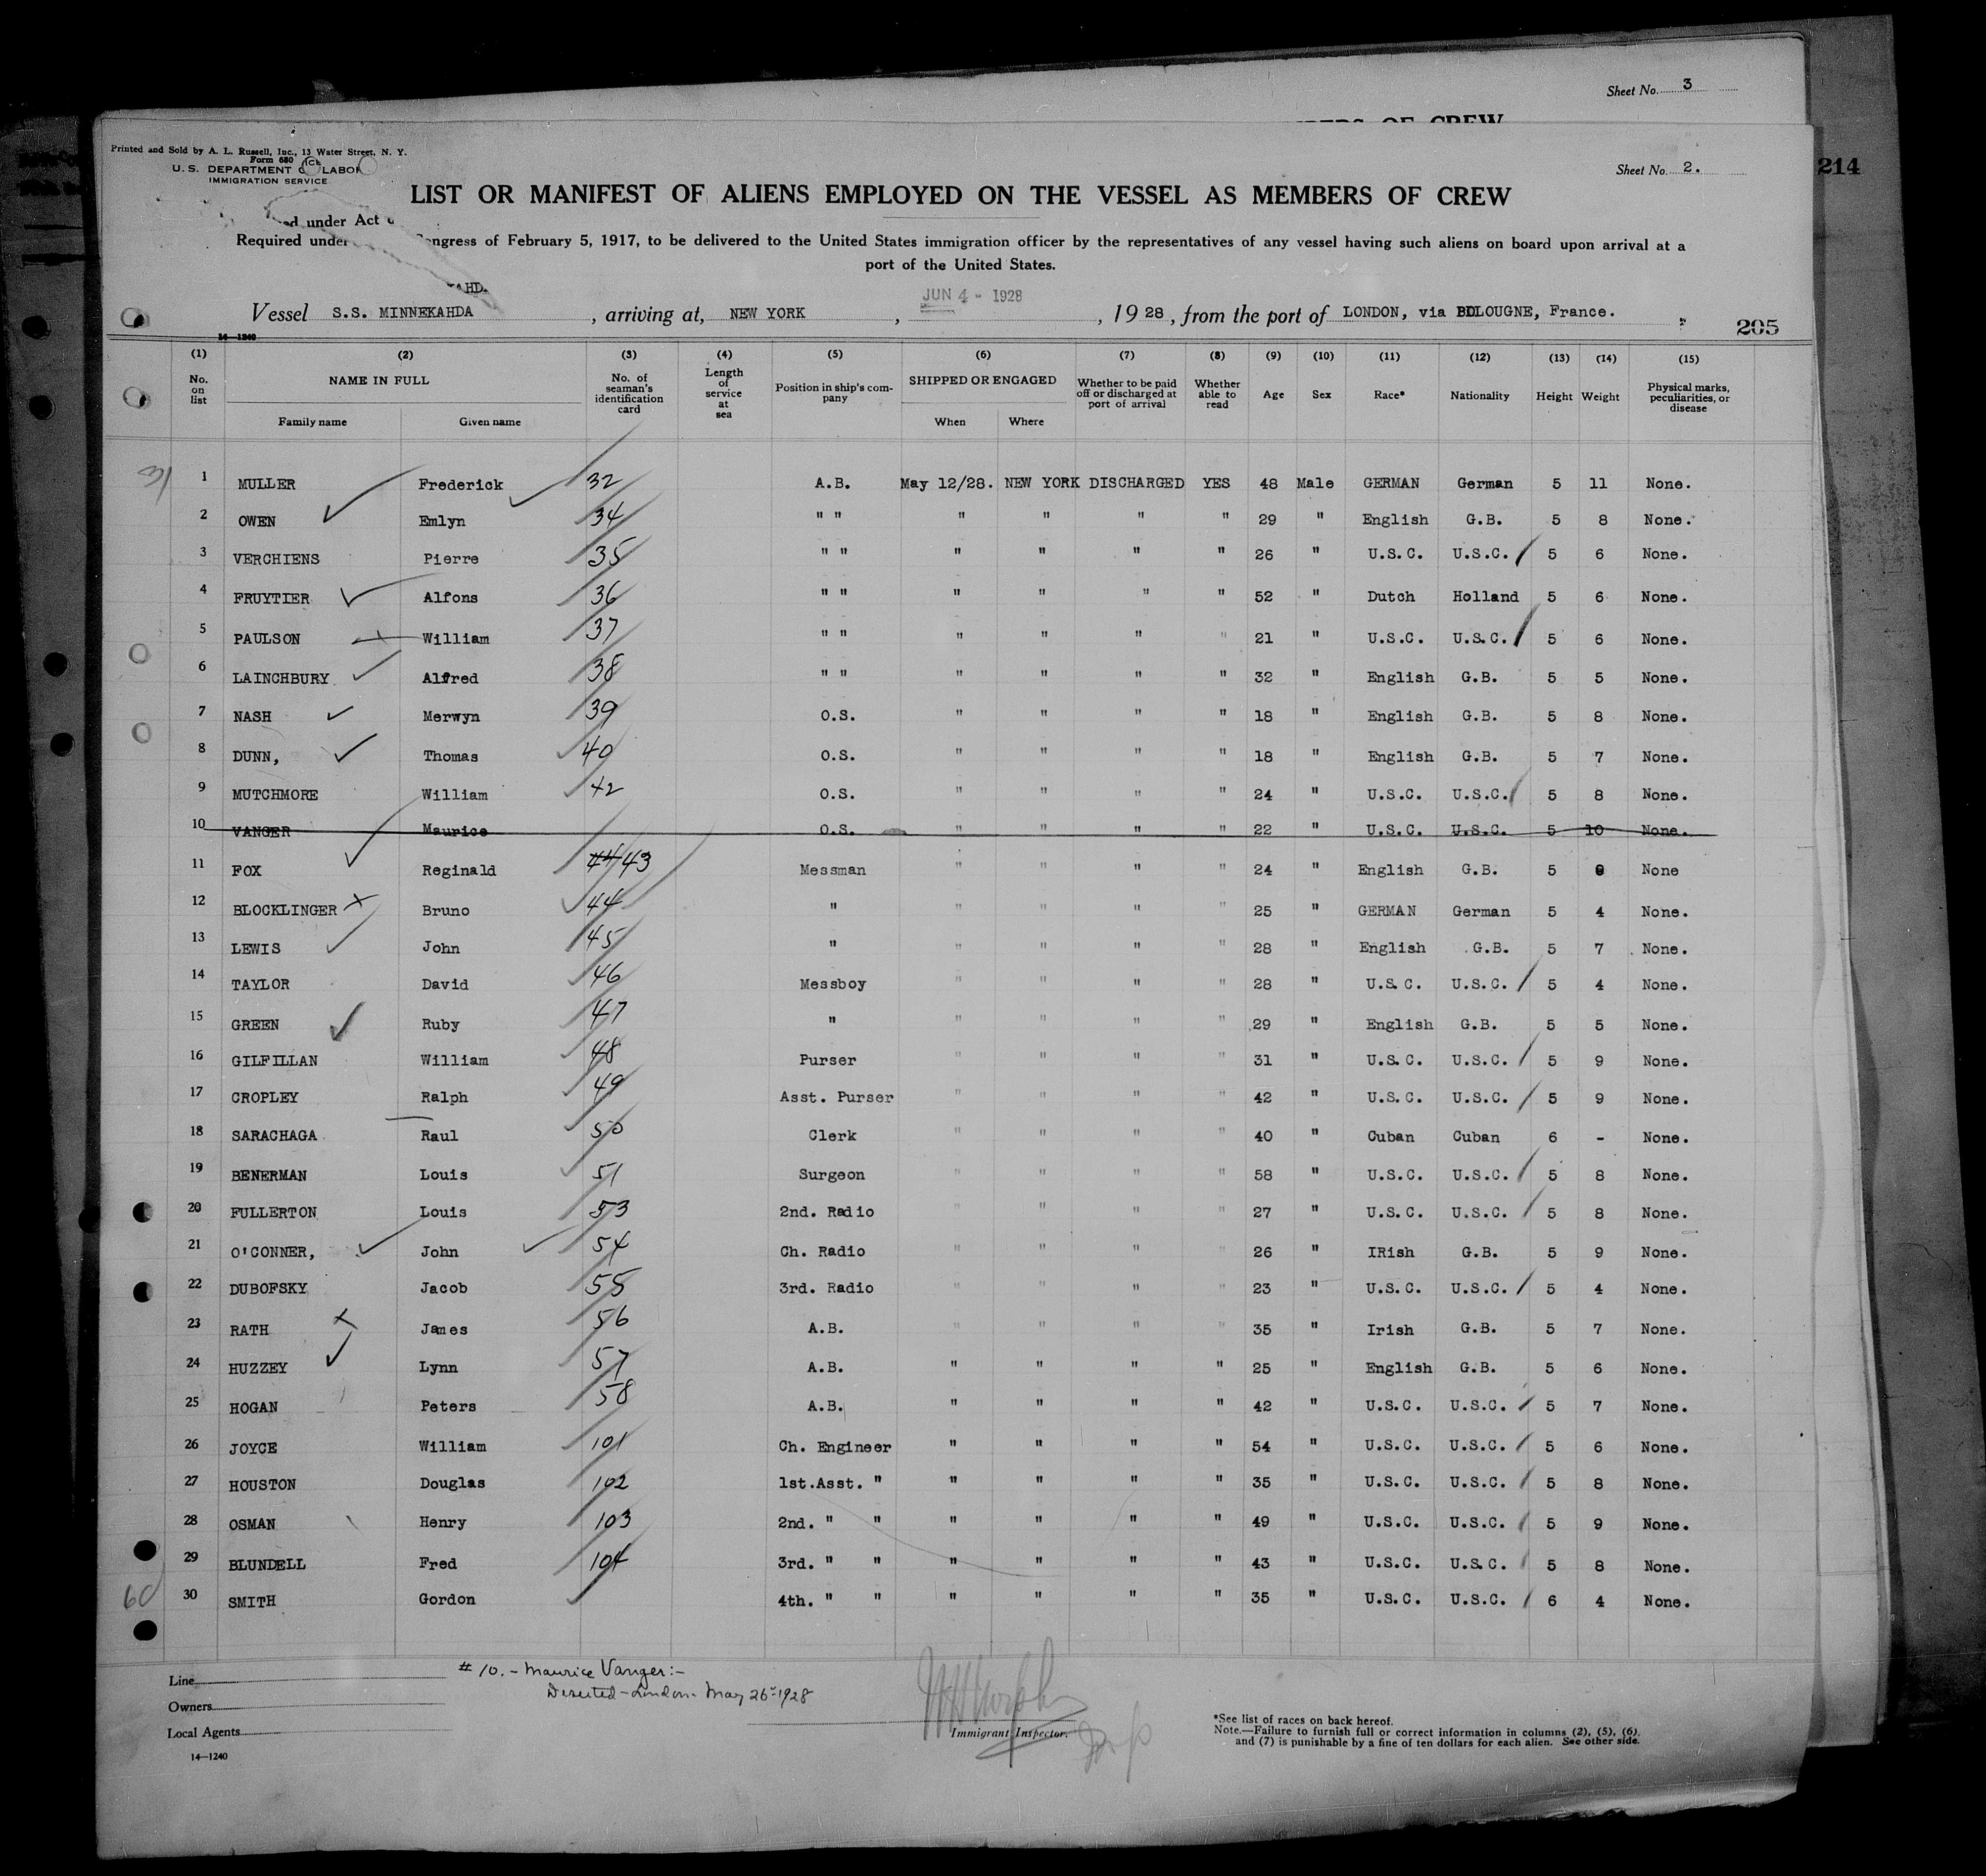 Sheet No. 3
BERS OF CREW
Printed and Sold by A. L. Russell, Inc., 13 Water Street, N. Y.
Form 680
U. S. DEPARTMENT OF LABOR
IMMIGRATION SERVICE
Sheet No. 2.
214
LIST OR MANIFEST OF ALIENS EMPLOYED ON THE VESSEL AS MEMBERS OF CREW
ed under Act
Required under ongress of February 5, 1917, to be delivered to the United States immigration officer by the representatives of any vessel having such aliens on board upon arrival at a
port of the United States.
Vessel S.S. MINNEKAHDA, arriving at, NEW YORK, JUN 4 - 1928, 1928, from the port of LONDON, via BOLOUGNE, France.
14—1240
205
(1) (2) (3) (4) (5) (6) (7) (8) (9) (10) (11) (12) (13) (14) (15)
No. on list NAME IN FULL No. of seaman's identification card Length of service at sea Position in ship's company SHIPPED OR ENGAGED Whether to be paid off or discharged at port of arrival Whether able to read Age Sex Race* Nationality Height Weight Physical marks, peculiarities, or disease
Family name Given name When Where
31
1 MULLER Frederick 32 A.B. May 12/28. NEW YORK DISCHARGED YES 48 Male GERMAN German 5 11 None.
2 OWEN Emlyn 34 " " " " " " 29 " English G.B. 5 8 None.
3 VERCHIENS Pierre 35 " " " " " " 26 " U.S.C. U.S.C. 5 6 None.
4 FRUYTIER Alfons 36 " " " " " " 52 " Dutch Holland 5 6 None.
5 PAULSON William 37 " " " " " " 21 " U.S.C. U.S.C. 5 6 None.
6 LAINCHBURY Alfred 38 " " " " " " 32 " English G.B. 5 5 None.
7 NASH Merwyn 39 O.S. " " " " 18 " English G.B. 5 8 None.
8 DUNN, Thomas 40 O.S. " " " " 18 " English G.B. 5 7 None.
9 MUTCHMORE William 42 O.S. " " " " 24 " U.S.C. U.S.C. 5 8 None.
10 VANGER Maurice O.S. " " " " 22 " U.S.C. U.S.C. 5 10 None.
11 FOX Reginald 44 43 Messman " " " " 24 " English G.B. 5 None
12 BLOCKLINGER Bruno 44 " " " " " 25 " GERMAN German 5 4 None.
13 LEWIS John 45 " " " " " 28 " English G.B. 5 7 None.
14 TAYLOR David 46 Messboy " " " " 28 " U.S.C. U.S.C. 5 4 None.
15 GREEN Ruby 47 " " " " " 29 " English G.B. 5 5 None.
16 GILFILLAN William 48 Purser " " " " 31 " U.S.C. U.S.C. 5 9 None.
17 CROPLEY Ralph 49 Asst. Purser " " " " 42 " U.S.C. U.S.C. 5 9 None.
18 SARACHAGA Raul 50 Clerk " " " " 40 " Cuban Cuban 6 - None.
19 BENERMAN Louis 51 Surgeon " " " " 58 " U.S.C. U.S.C. 5 8 None.
20 FULLERTON Louis 53 2nd. Radio " " " " 27 " U.S.C. U.S.C. 5 8 None.
21 O'CONNER, John 54 Ch. Radio " " " " 26 " IRish G.B. 5 9 None.
22 DUBOFSKY Jacob 55 3rd. Radio " " " " 23 " U.S.C. U.S.C. 5 4 None.
23 RATH James 56 A.B. " " " " 35 " Irish G.B. 5 7 None.
24 HUZZEY Lynn 57 A.B. " " " " 25 " English G.B. 5 6 None.
25 HOGAN Peters 58 A.B. " " " " 42 " U.S.C. U.S.C. 5 7 None.
26 JOYCE William 101 Ch. Engineer " " " " 54 " U.S.C. U.S.C. 5 6 None.
27 HOUSTON Douglas 102 1st.Asst. " " " " " 35 " U.S.C. U.S.C. 5 8 None.
28 OSMAN Henry 103 2nd. " " " " " " 49 " U.S.C. U.S.C. 5 9 None.
29 BLUNDELL Fred 104 3rd. " " " " " " 43 " U.S.C. U.S.C. 5 8 None.
60 30 SMITH Gordon 4th. " " " " " " 35 " U.S.C. U.S.C. 6 4 None.
Line
# 10. - Maurice Vanger:-
Deserted - London - May 26-1928
Owners
Local Agents
Immigrant Inspector.
14—1240
*See list of races on back hereof.
Note.—Failure to furnish full or correct information in columns (2), (5), (6), and (7) is punishable by a fine of ten dollars for each alien. See other side.